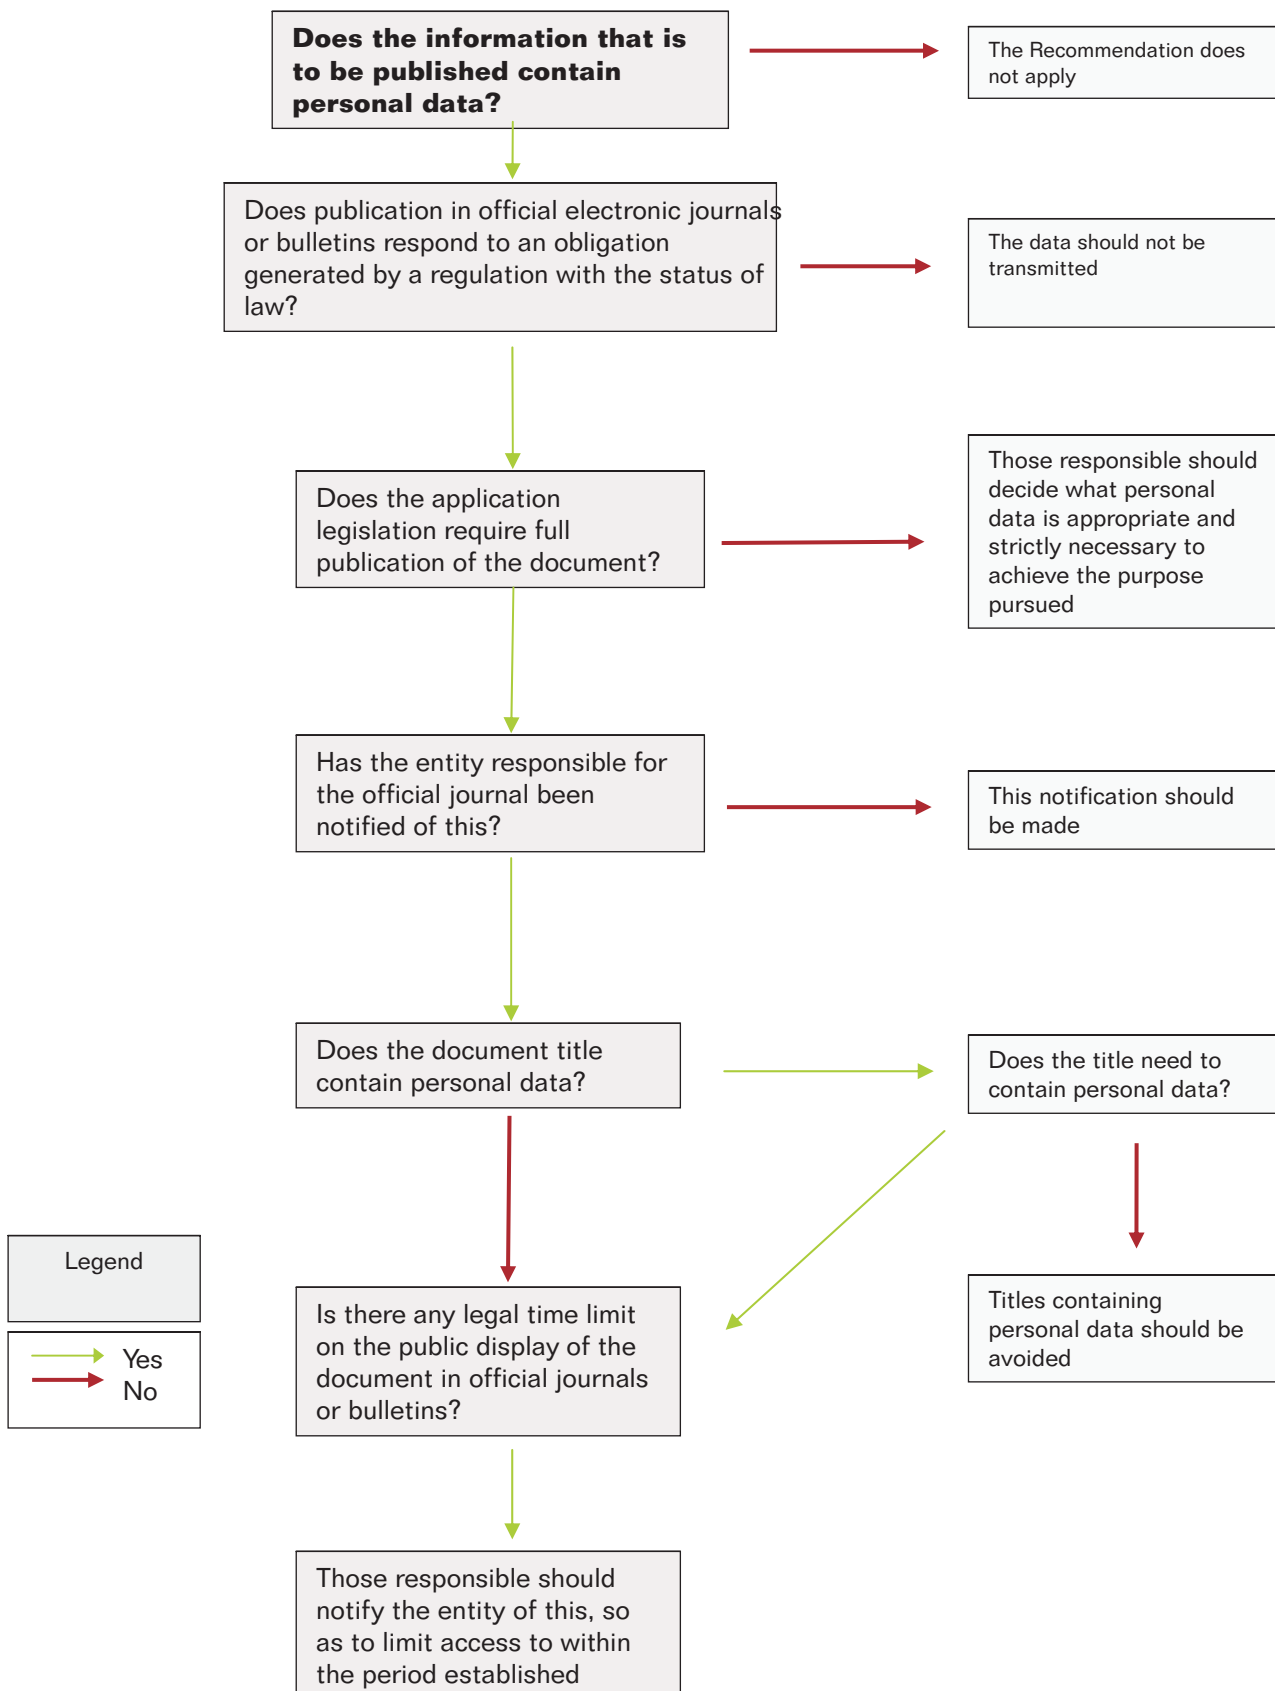 Does the information that is
to be published contain
personal data?
The Recommendation does
not apply
Does publication in official electronic journals
or bulletins respond to an obligation
generated by a regulation with the status of
law?
The data should not be
transmitted
Does the application
legislation require full
publication of the document?
Those responsible should
decide what personal
data is appropriate and
strictly necessary to
achieve the purpose
pursued
Has the entity responsible for
the official journal been
notified of this?
This notification should
be made
Does the document title
contain personal data?
Does the title need to
contain personal data?
Legend
Yes
No
Is there any legal time limit
on the public display of the
document in official journals
or bulletins?
Titles containing
personal data should be
avoided
Those responsible should
notify the entity of this, so
as to limit access to within
the period established